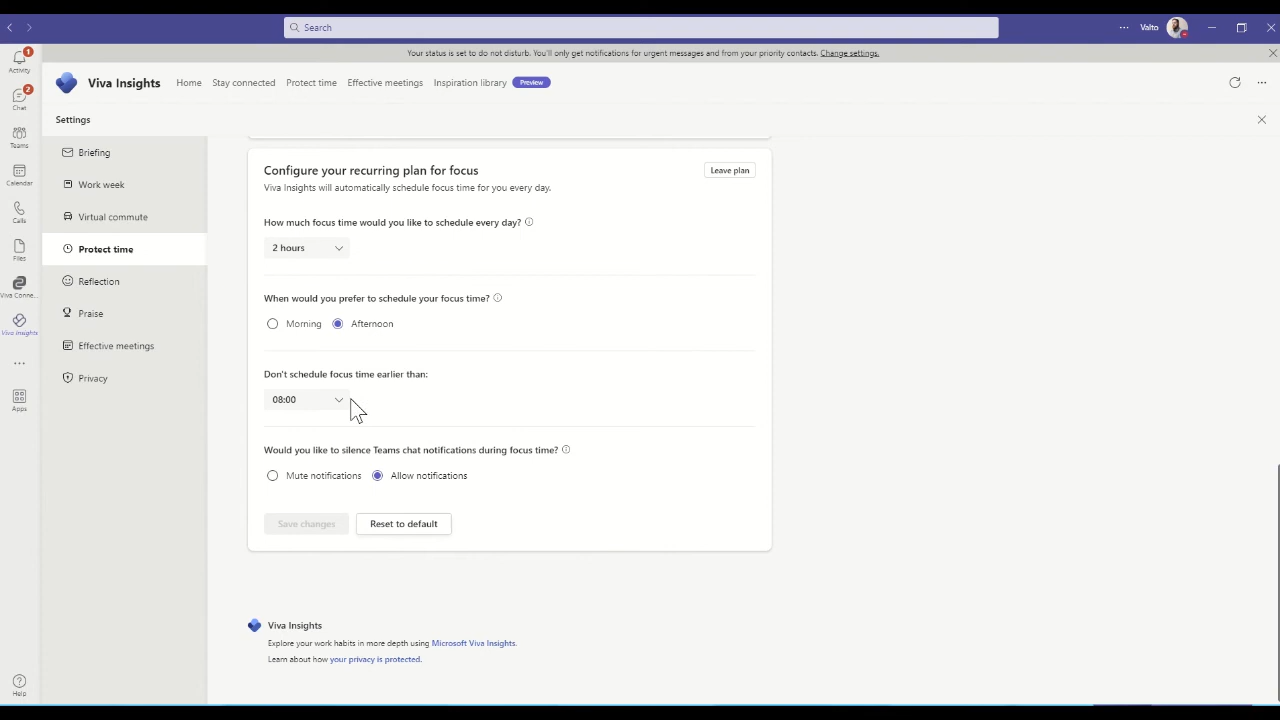 Search
Valto
Your status is set to do not disturb. You'll only get notifications for urgent messages and from your priority contacts. Change settings.
1
Activity
2
Chat
Teams
Calendar
Calls
Files
Viva Conne...
Viva Insights
Apps
Help
Viva Insights
Home
Stay connected
Protect time
Effective meetings
Inspiration library
Preview
Settings
Briefing
Work week
Virtual commute
Protect time
Reflection
Praise
Effective meetings
Privacy
Configure your recurring plan for focus
Leave plan
Viva Insights will automatically schedule focus time for you every day.
How much focus time would you like to schedule every day?
2 hours
When would you prefer to schedule your focus time?
Morning
Afternoon
Don't schedule focus time earlier than:
08:00
Would you like to silence Teams chat notifications during focus time?
Mute notifications
Allow notifications
Save changes
Reset to default
Viva Insights
Explore your work habits in more depth using Microsoft Viva Insights.
Learn about how your privacy is protected.